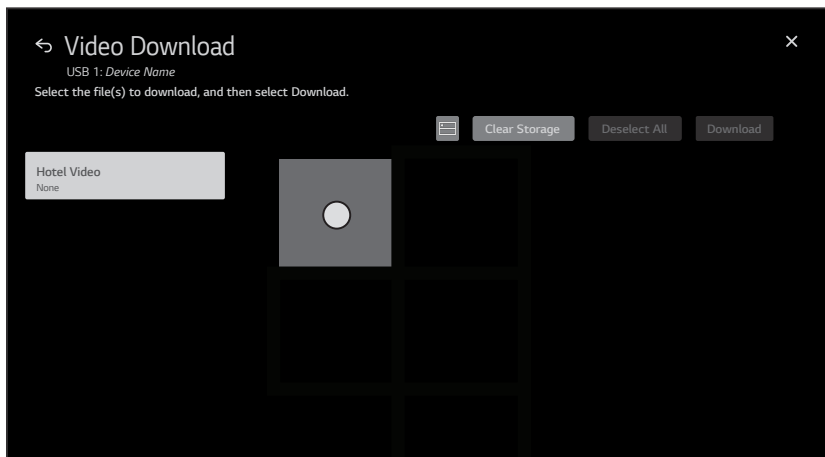 Video Download
USB 1: Device Name
Select the file(s) to download, and then select Download.
Clear Storage
Deselect All
Download
Hotel Video
None